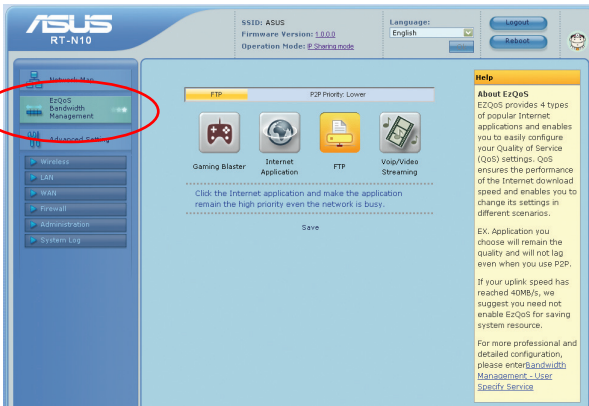 ASUS
RT-N10
SSID: ASUS
Firmware Version: 1.0.0.0
Operation Mode: IP Sharing mode
Language:
English
Logout
Reboot
Network Map
EzQoS
Bandwidth
Management
Advanced Setting
Wireless
LAN
WAN
Firewall
Administration
System Log
FTP
P2P Priority: Lower
Gaming Blaster
Internet
Application
FTP
Voip/Video
Streaming
Click the Internet application and make the application
remain the high priority even the network is busy.
Save
Help
About EzQoS
EZQoS provides 4 types
of popular Internet
applications and enables
you to easily configure
your Quality of Service
(QoS) settings. QoS
ensures the performance
of the Internet download
speed and enables you to
change its settings in
different scenarios.
EX. Application you
choose will remain the
quality and will not lag
even when you use P2P.
If your uplink speed has
reached 40MB/s, we
suggest you need not
enable EzQoS for saving
system resource.
For more professional and
detailed configuration,
please enterBandwidth
Management - User
Specify Service